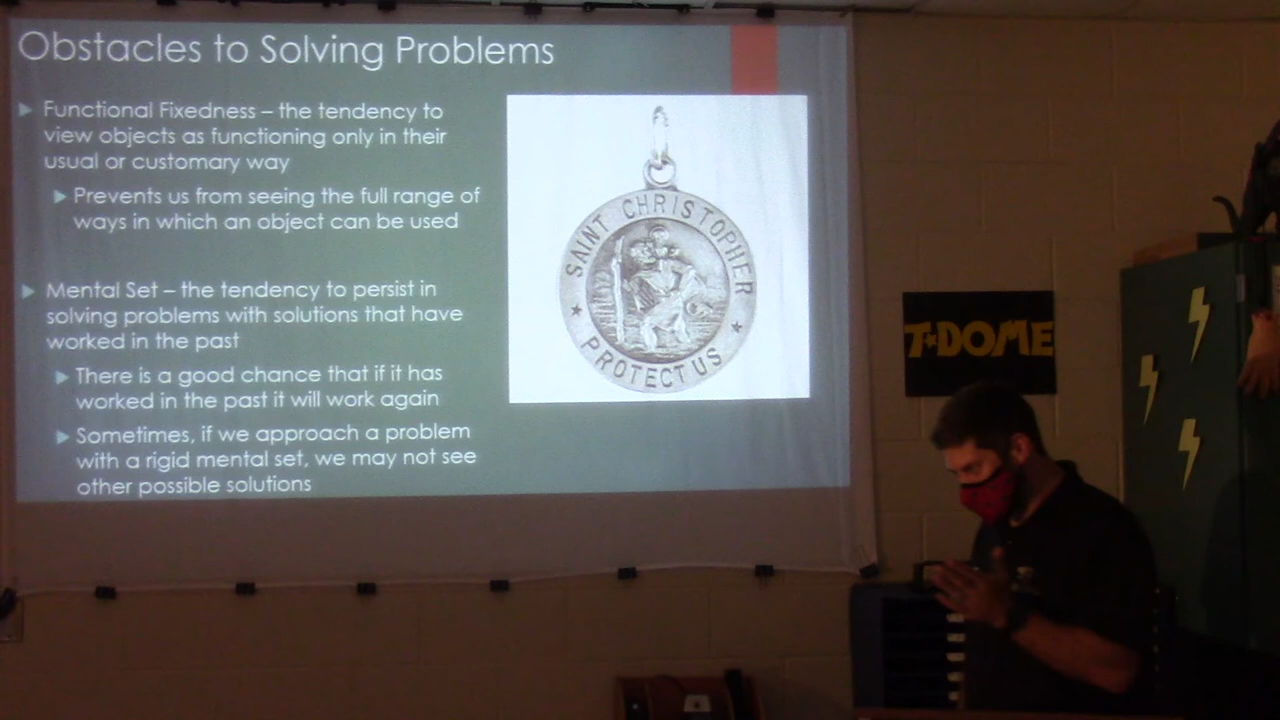 Obstacles to Solving Problems
Functional Fixedness – the tendency to
view objects as functioning only in their
usual or customary way
Prevents us from seeing the full range of
ways in which an object can be used
Mental Set – the tendency to persist in
solving problems with solutions that have
worked in the past
There is a good chance that if it has
worked in the past it will work again
Sometimes, if we approach a problem
with a rigid mental set, we may not see
other possible solutions
SAINT CHRISTOPHER
PROTECT US
T★DOME